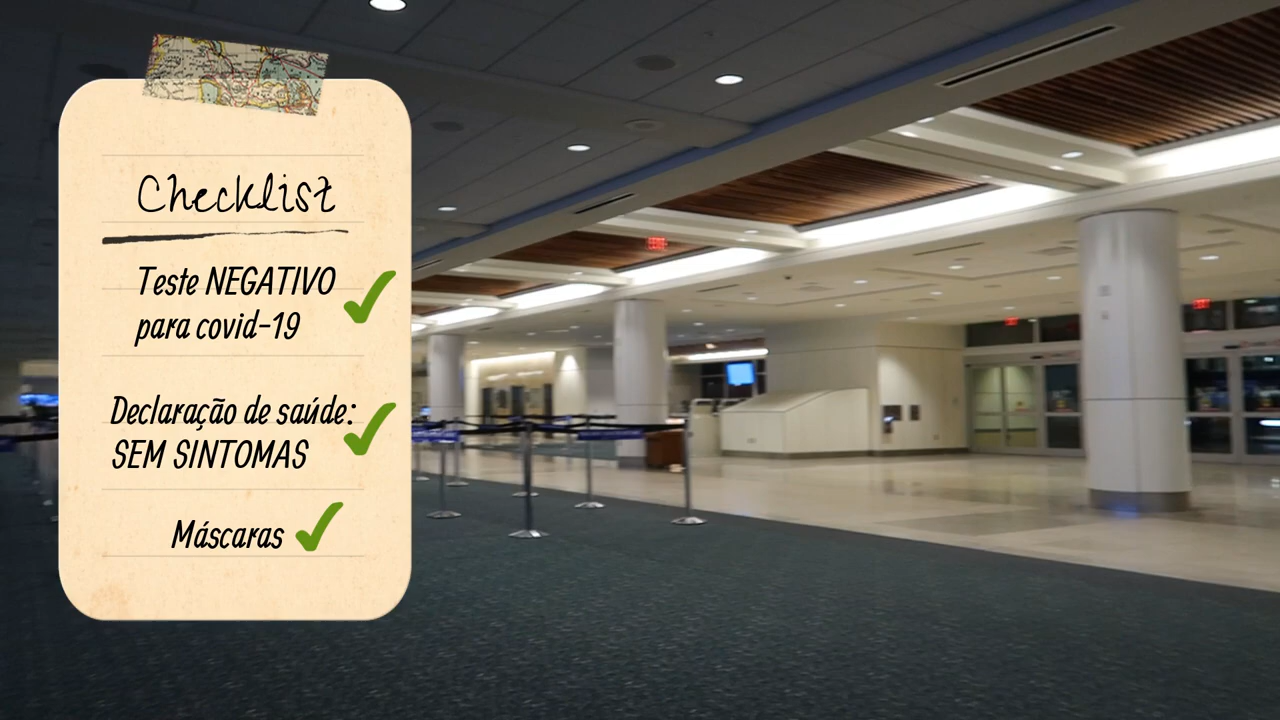 Checklist
Teste NEGATIVO
para covid-19
Declaração de saúde:
SEM SINTOMAS
Máscaras